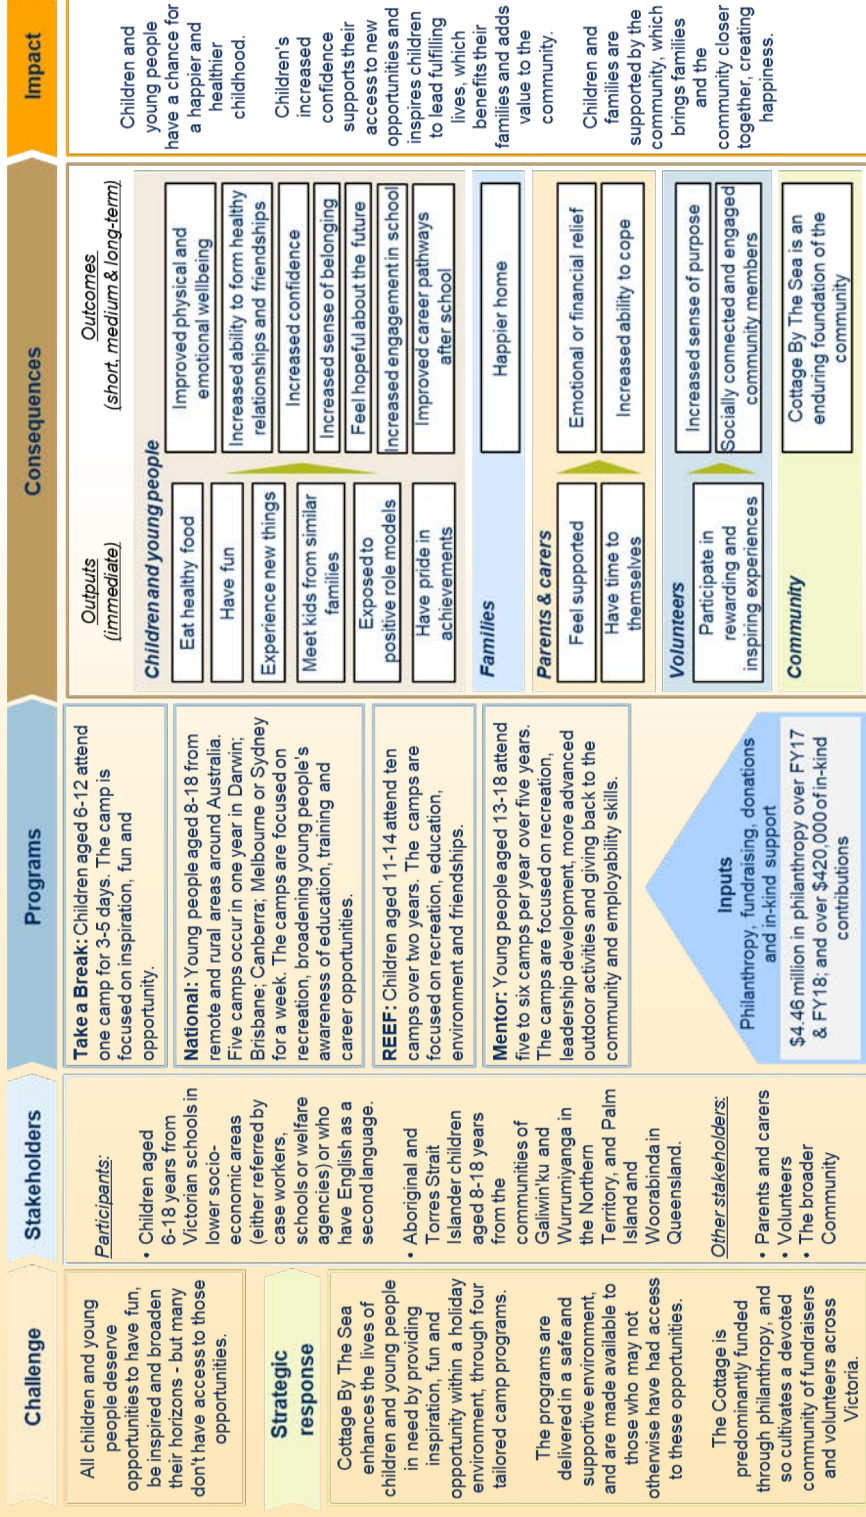 Challenge
All children and young
people deserve
opportunities to have fun,
be inspired and broaden
their horizons - but many
don't have access to those
opportunities.
Strategic
response
Cottage By The Sea
enhances the lives of
children and young people
in need by providing
inspiration, fun and
opportunity within a holiday
environment, through four
tailored camp programs.
The programs are
delivered in a safe and
supportive environment,
and are made available to
those who may not
otherwise have had access
to these opportunities.
The Cottage is
predominantly funded
through philanthropy, and
so cultivates a devoted
community of fundraisers
and volunteers across
Victoria.
Stakeholders
Participants:
• Children aged
6-18 years from
Victorian schools in
lower socio-
economic areas
(either referred by
case workers,
schools or welfare
agencies) or who
have English as a
second language.
• Aboriginal and
Torres Strait
Islander children
aged 8-18 years
from the
communities of
Galiwin'ku and
Wurrumiyanga in
the Northern
Territory, and Palm
Island and
Woorabinda in
Queensland.
Other stakeholders:
• Parents and carers
• Volunteers
• The broader
Community
Programs
Take a Break: Children aged 6-12 attend
one camp for 3-5 days. The camp is
focused on inspiration, fun and
opportunity.
National: Young people aged 8-18 from
remote and rural areas around Australia.
Five camps occur in one year in Darwin;
Brisbane; Canberra; Melbourne or Sydney
for a week. The camps are focused on
recreation, broadening young people's
awareness of education, training and
career opportunities.
REEF: Children aged 11-14 attend ten
camps over two years. The camps are
focused on recreation, education,
environment and friendships.
Mentor: Young people aged 13-18 attend
five to six camps per year over five years.
The camps are focused on recreation,
leadership development, more advanced
outdoor activities and giving back to the
community and employability skills.
Inputs
Philanthropy, fundraising, donations
and in-kind support
$4.46 million in philanthropy over FY17
& FY18; and over $420,000 of in-kind
contributions
Consequences
Outputs
(immediate)
Outcomes
(short, medium & long-term)
Children and young people
Eat healthy food
Have fun
Experience new things
Meet kids from similar
families
Exposed to
positive role models
Have pride in
achievements
Improved physical and
emotional wellbeing
Increased ability to form healthy
relationships and friendships
Increased confidence
Increased sense of belonging
Feel hopeful about the future
Increased engagement in school
Improved career pathways
after school
Families
Happier home
Parents & carers
Feel supported
Have time to
themselves
Emotional or financial relief
Increased ability to cope
Volunteers
Participate in
rewarding and
inspiring experiences
Increased sense of purpose
Socially connected and engaged
community members
Community
Cottage By The Sea is an
enduring foundation of the
community
Impact
Children and
young people
have a chance for
a happier and
healthier
childhood.
Children's
increased
confidence
supports their
access to new
opportunities and
inspires children
to lead fulfilling
lives, which
benefits their
families and adds
value to the
community.
Children and
families are
supported by the
community, which
brings families
and the
community closer
together, creating
happiness.